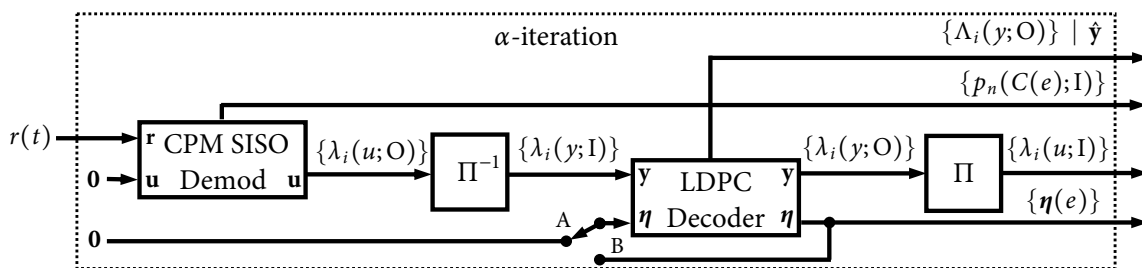 α-iteration
{Λ_i(y;O)} | ŷ
{p_n(C(e);I)}
r(t)
r CPM SISO
0 u Demod u
{λ_i(u;O)}
Π^{-1}
{λ_i(y;I)}
y LDPC y
η Decoder η
{λ_i(y;O)}
Π
{λ_i(u;I)}
{η(e)}
A
B
0